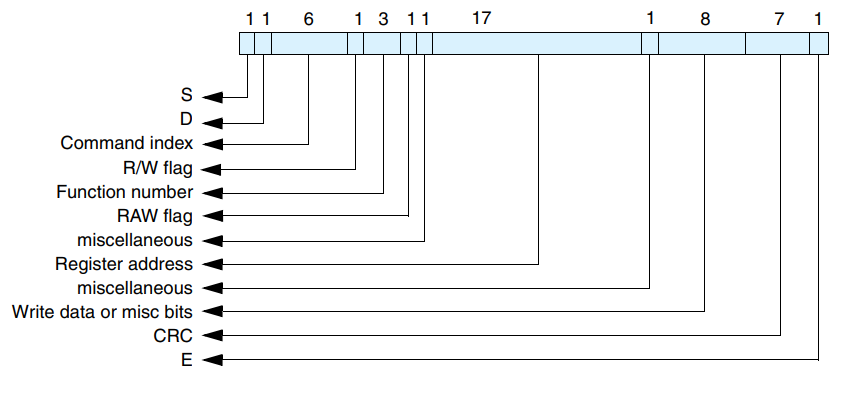 1 1 6 1 3 1 1 17 1 8 7 1
S
D
Command index
R/W flag
Function number
RAW flag
miscellaneous
Register address
miscellaneous
Write data or misc bits
CRC
E